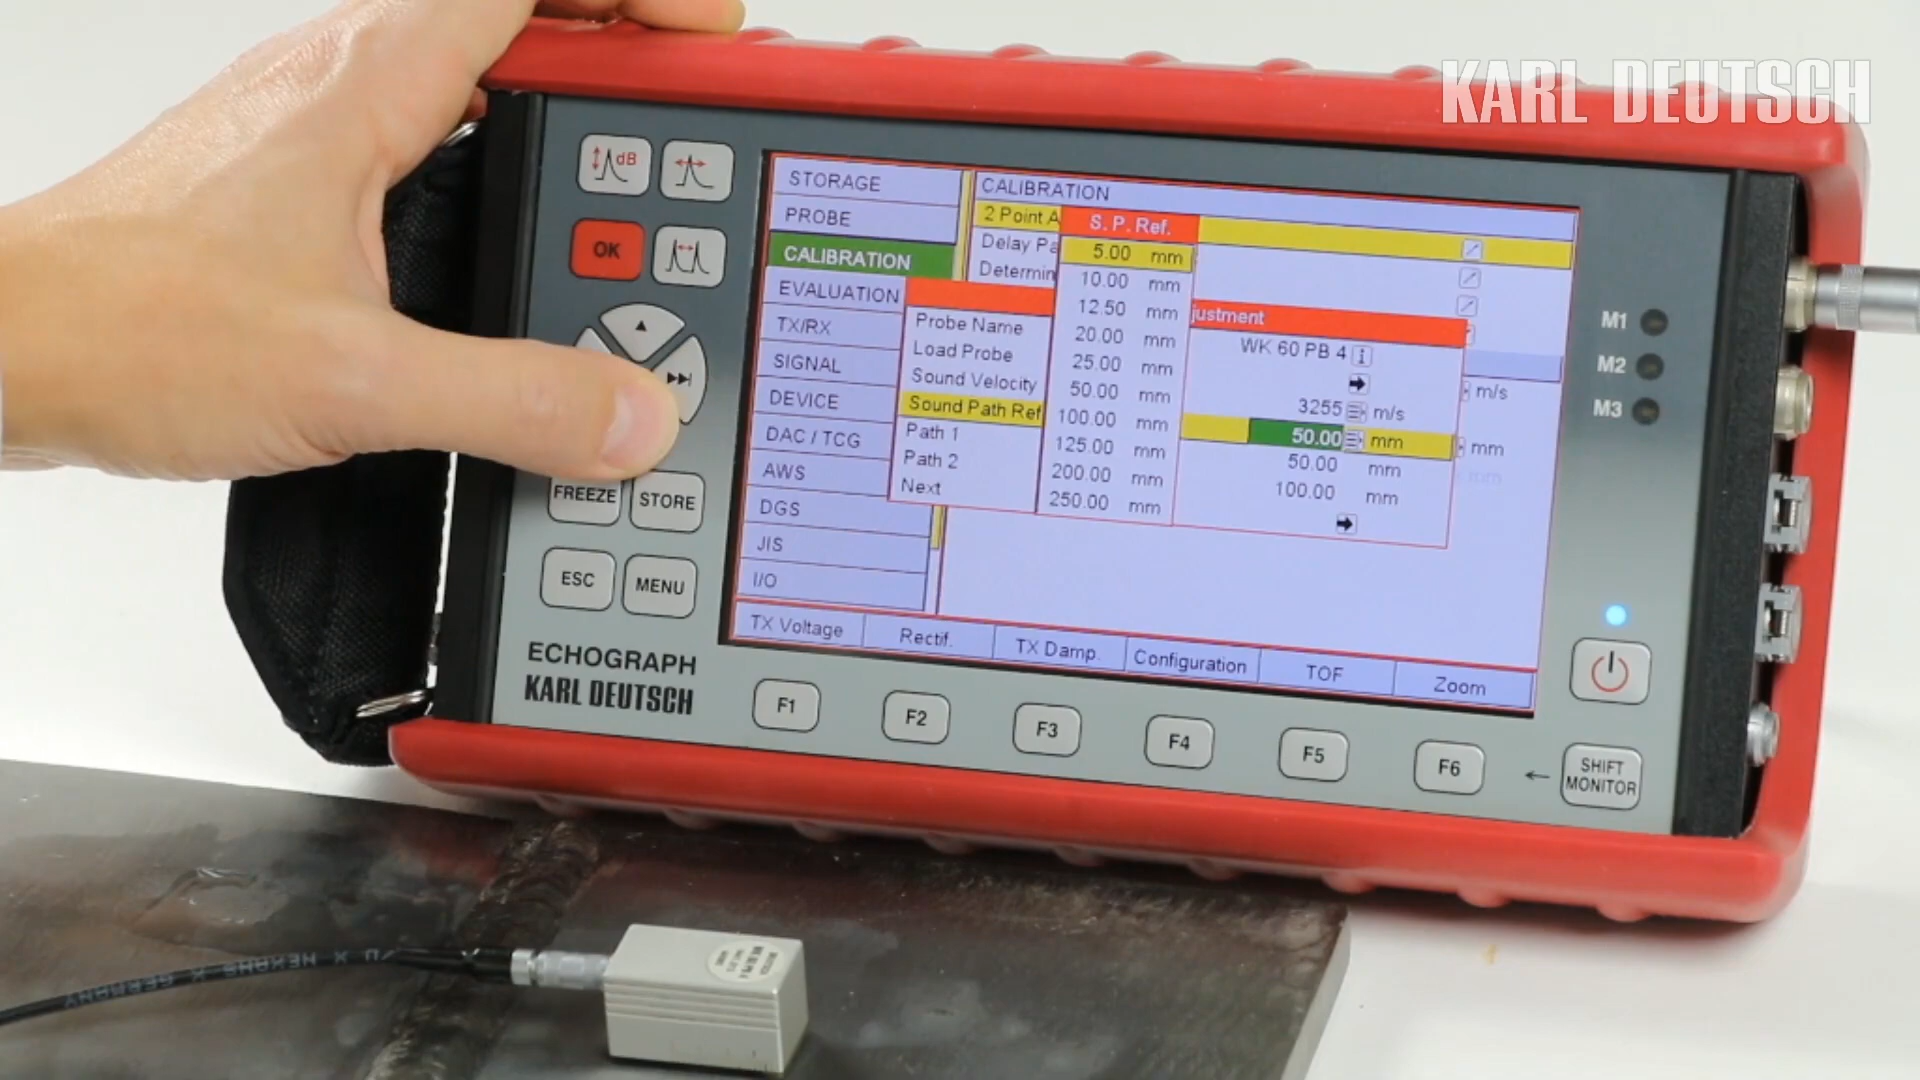 KARL DEUTSCH
dB
OK
FREEZE
STORE
ESC
MENU
ECHOGRAPH
KARL DEUTSCH
STORAGE
PROBE
CALIBRATION
EVALUATION
TX/RX
SIGNAL
DEVICE
DAC / TCG
AWS
DGS
JIS
I/O
CALIBRATION
2 Point A
Delay Pa
Determin
S. P. Ref.
5.00 mm
10.00 mm
12.50 mm
20.00 mm
25.00 mm
50.00 mm
100.00 mm
125.00 mm
200.00 mm
250.00 mm
justment
Probe Name WK 60 PB 4
Load Probe
Sound Velocity 3255 m/s
Sound Path Ref 50.00 mm
Path 1 50.00 mm
Path 2 100.00 mm
Next
m/s
mm
mm
TX Voltage
Rectif.
TX Damp.
Configuration
TOF
Zoom
F1
F2
F3
F4
F5
F6
M1
M2
M3
SHIFT
MONITOR